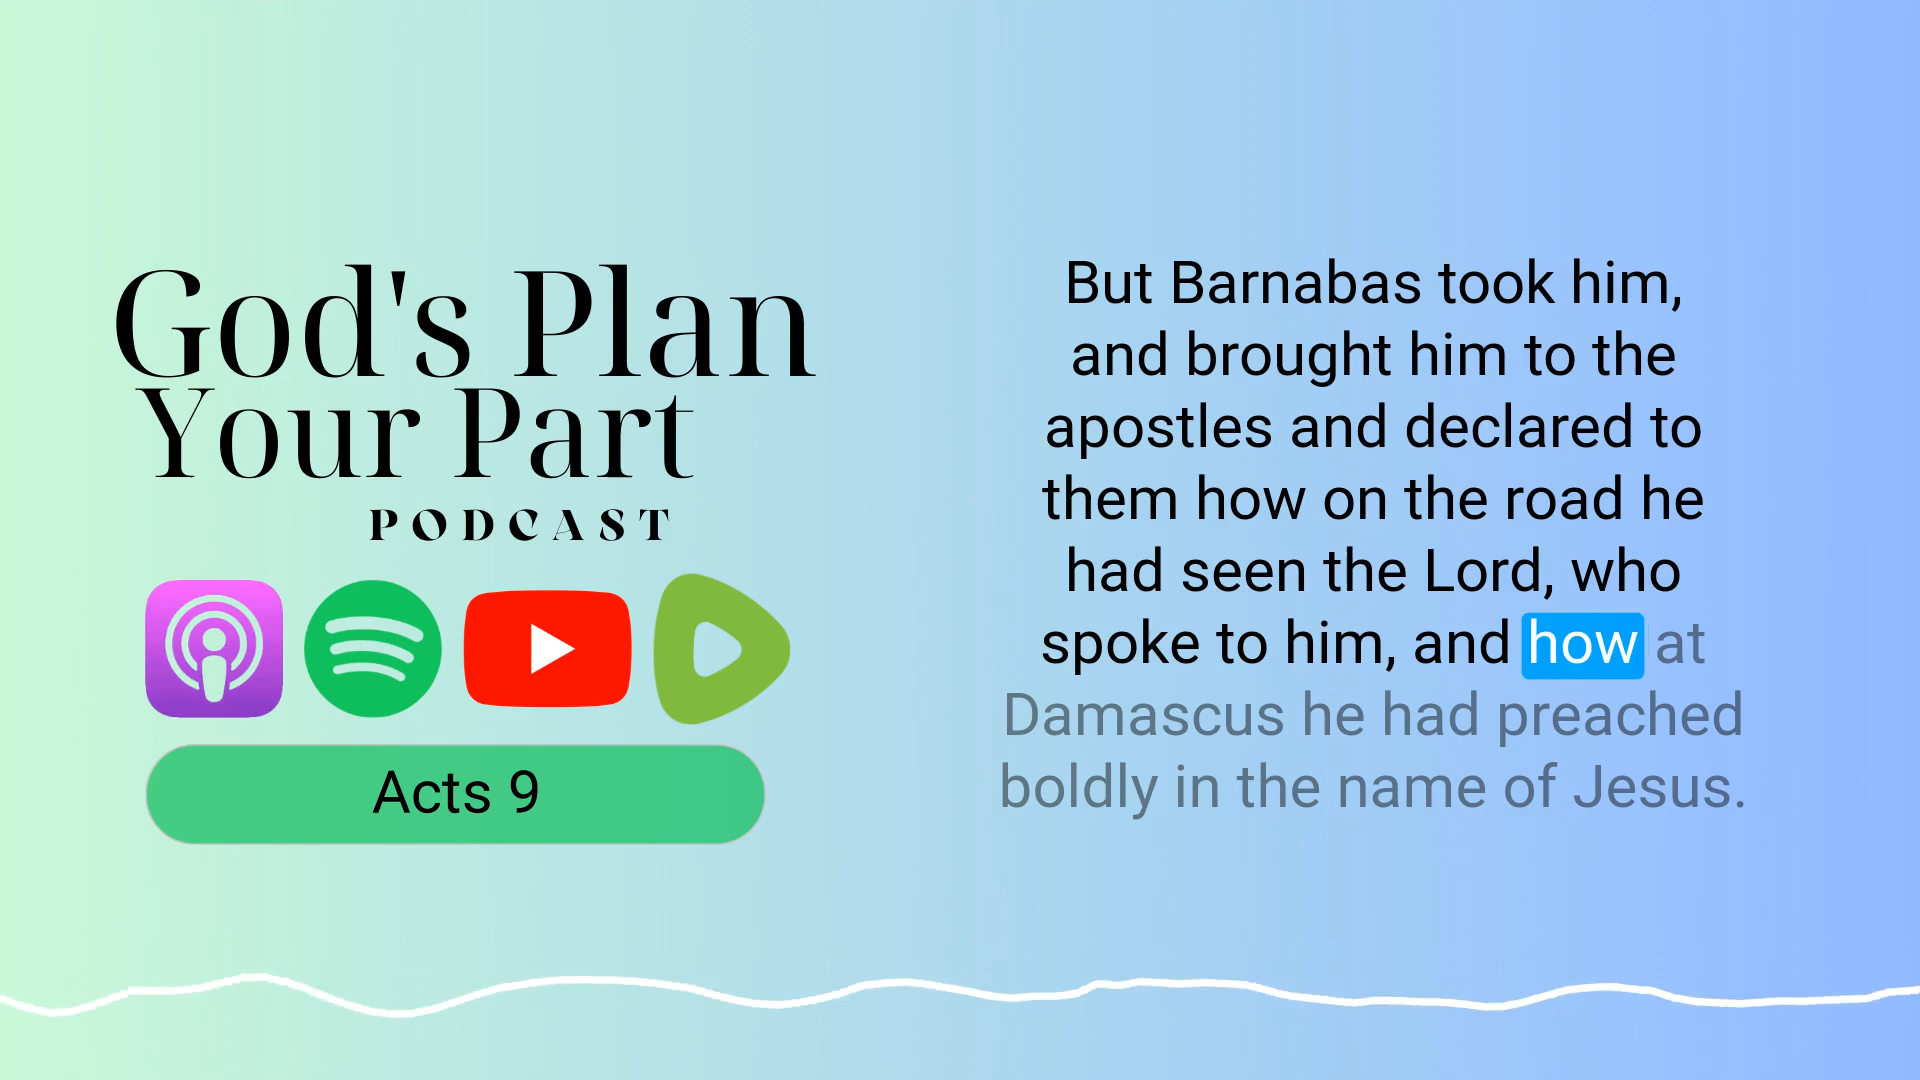 God's Plan
Your Part
PODCAST
Acts 9
But Barnabas took him,
and brought him to the
apostles and declared to
them how on the road he
had seen the Lord, who
spoke to him, and how at
Damascus he had preached
boldly in the name of Jesus.